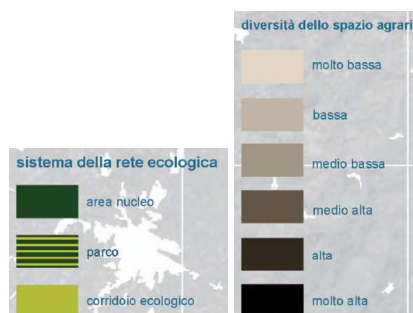 sistema della rete ecologica
area nucleo
parco
corridoio ecologico
diversità dello spazio agrari
molto bassa
bassa
medio bassa
medio alta
alta
molto alta